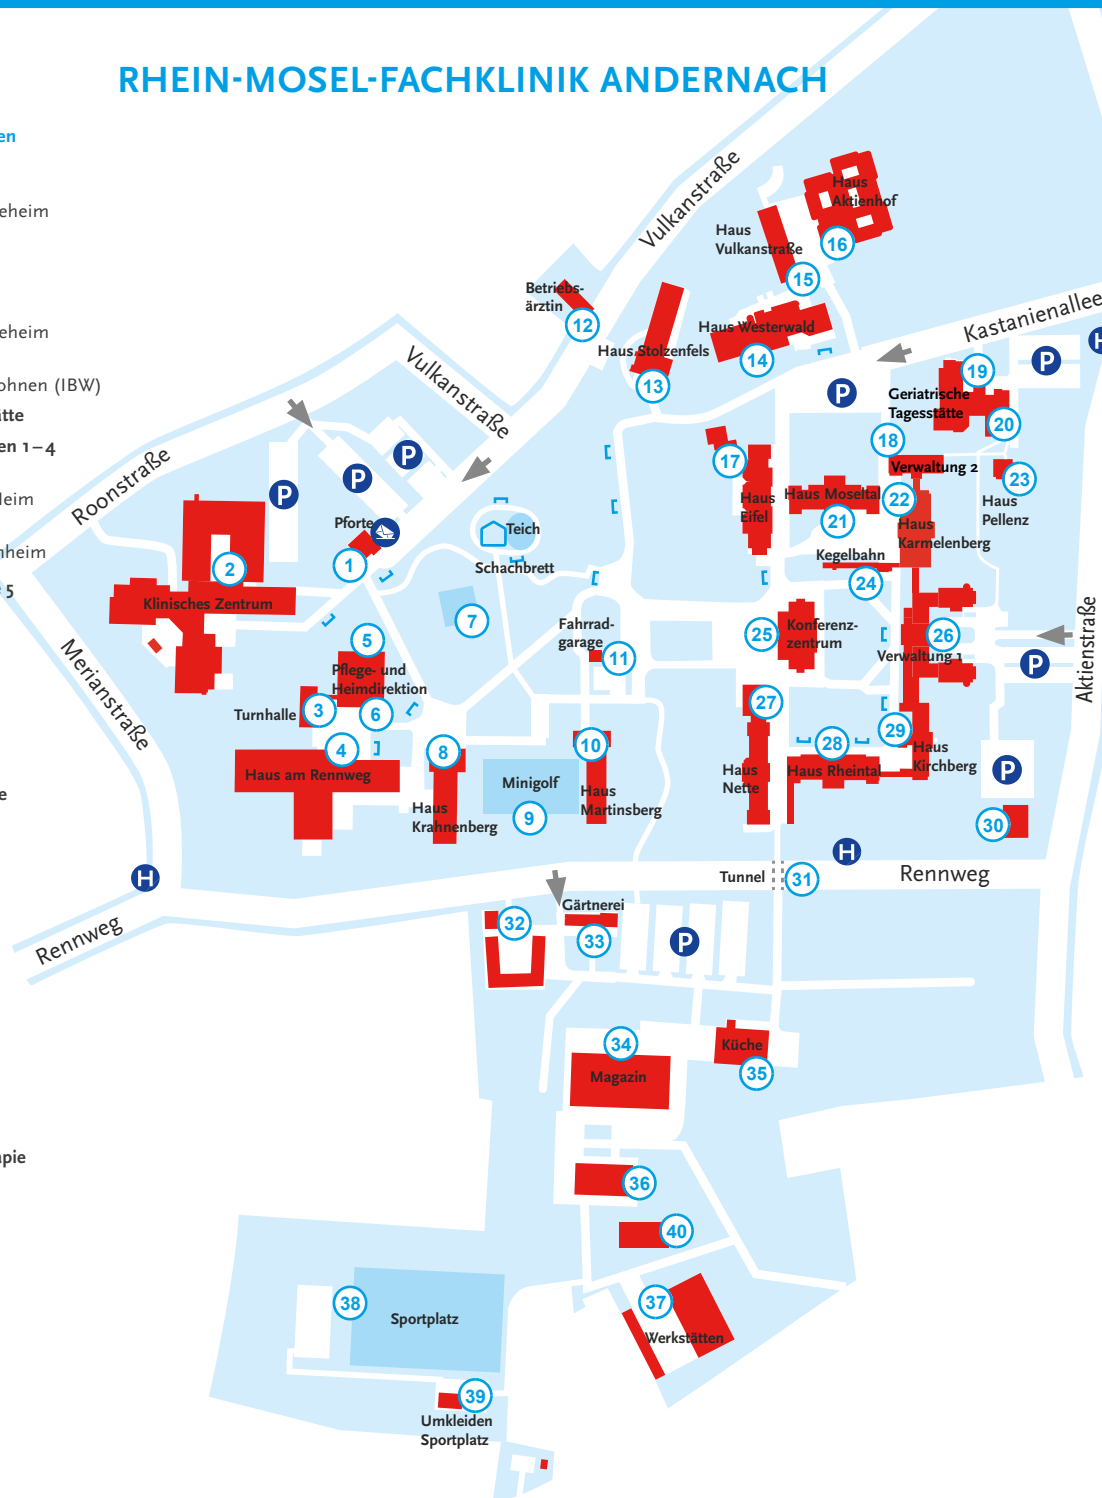 RHEIN-MOSEL-FACHKLINIK ANDERNACH
en
eheim
eheim
ohnen (IBW)
ätte
en 1–4
Heim
nheim
e 5
e
apie
Vulkanstraße
Haus
Aktienhof
16
Haus
Vulkanstraße
15
Betriebs-
ärztin
12
Haus Westerwald
14
Haus Stolzenfels
13
Kastanienallee
H
P
19
Geriatrische
Tagesstätte
20
P
Vulkanstraße
18
17
Verwaltung 2
23
Haus
Pellenz
Roonstraße
P
P
P
Haus
Eifel
Haus Moseltal
21
22
Haus
Karmelenberg
Pforte
1
Teich
Schachbrett
Kegelbahn
24
2
Klinisches Zentrum
7
5
Pflege- und
Heimdirektion
Fahrrad-
garage
11
25
Konferenz-
zentrum
26
Verwaltung 1
P
Aktienstraße
Merianstraße
Turnhalle
3
6
4
Haus am Rennweg
8
Haus
Krahnenberg
Minigolf
9
10
Haus
Martinsberg
27
Haus
Nette
28
Haus Rheintal
29
Haus
Kirchberg
P
30
H
Rennweg
Tunnel
31
H
Rennweg
32
Gärtnerei
33
P
34
Magazin
Küche
35
36
40
37
Werkstätten
38
Sportplatz
39
Umkleiden
Sportplatz